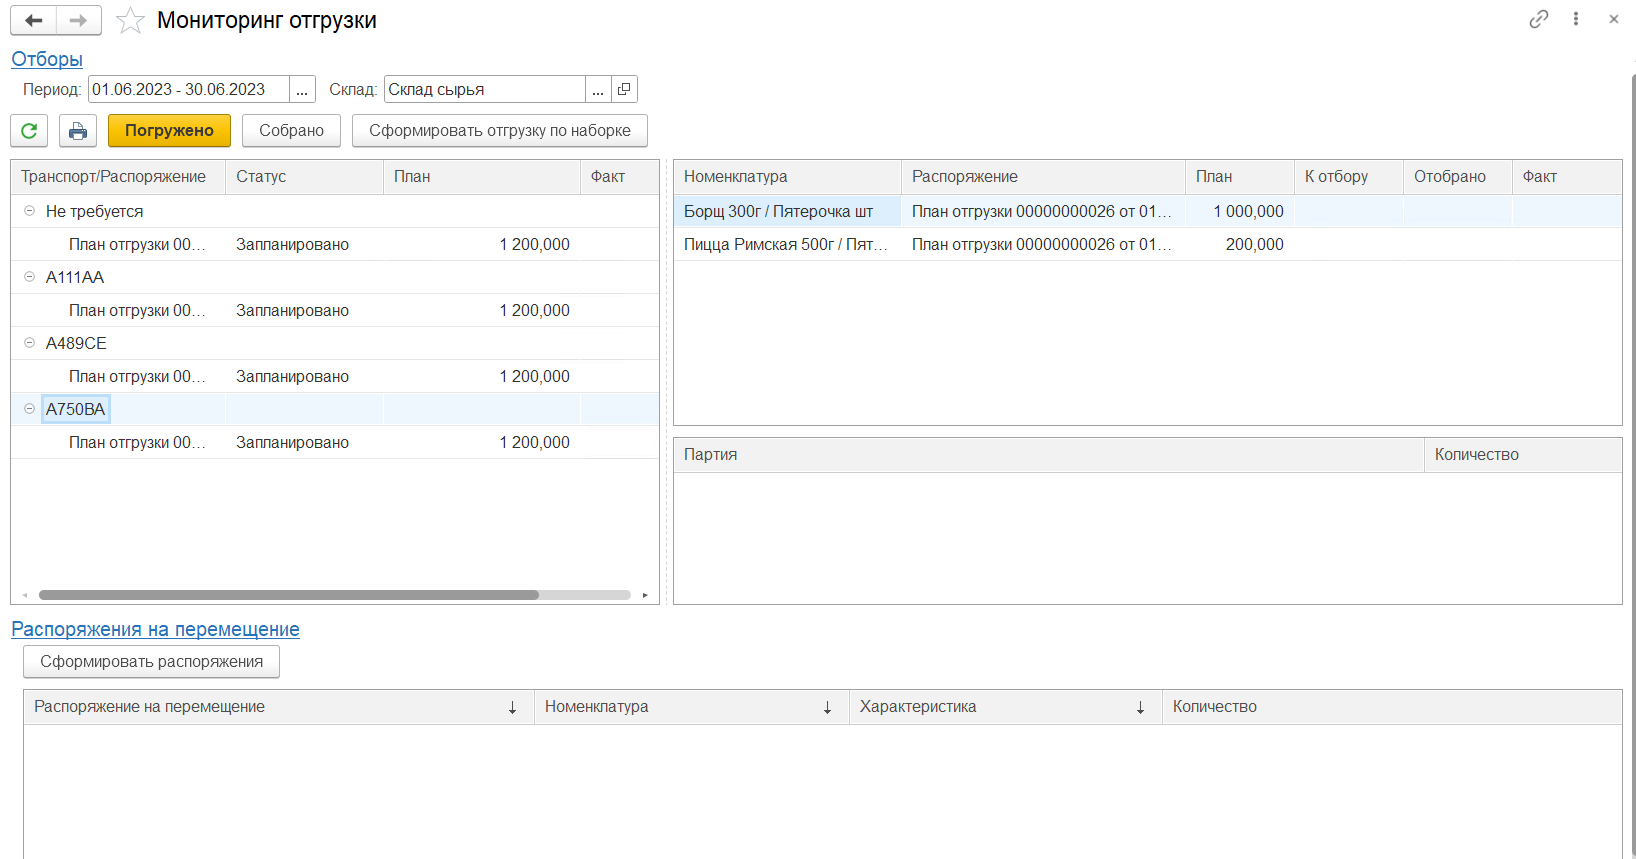 Мониторинг отгрузки
Отборы
Период: 01.06.2023 - 30.06.2023 ... Склад: Склад сырья ...
Погружено Собрано Сформировать отгрузку по наборке
Транспорт/Распоряжение Статус План Факт
Не требуется
План отгрузки 00... Запланировано 1 200,000
А111АА
План отгрузки 00... Запланировано 1 200,000
А489СЕ
План отгрузки 00... Запланировано 1 200,000
А750ВА
План отгрузки 00... Запланировано 1 200,000
Номенклатура Распоряжение План К отбору Отобрано Факт
Борщ 300г / Пятерочка шт План отгрузки 00000000026 от 01... 1 000,000
Пицца Римская 500г / Пят... План отгрузки 00000000026 от 01... 200,000
Партия Количество
Распоряжения на перемещение
Сформировать распоряжения
Распоряжение на перемещение ↓ Номенклатура ↓ Характеристика ↓ Количество